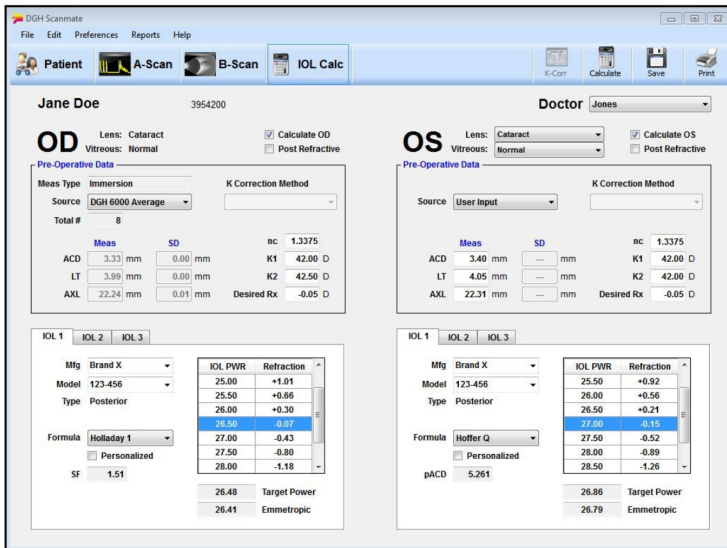 DGH Scanmate
File Edit Preferences Reports Help
Patient A-Scan B-Scan IOL Calc K-Corr Calculate Save Print
Jane Doe 3954200 Doctor Jones
OD Lens: Cataract Calculate OD
Vitreous: Normal Post Refractive
Pre-Operative Data
Meas Type Immersion K Correction Method
Source DGH 6000 Average
Total # 8
Meas SD nc 1.3375
ACD 3.33 mm 0.00 mm K1 42.00 D
LT 3.99 mm 0.00 mm K2 42.50 D
AXL 22.24 mm 0.01 mm Desired Rx -0.05 D
OS Lens: Cataract Calculate OS
Vitreous: Normal Post Refractive
Pre-Operative Data
K Correction Method
Source User Input
Meas SD nc 1.3375
ACD 3.40 mm --- mm K1 42.00 D
LT 4.05 mm --- mm K2 42.00 D
AXL 22.31 mm --- mm Desired Rx -0.05 D
IOL 1 IOL 2 IOL 3
Mfg Brand X
Model 123-456
Type Posterior
Formula Holladay 1
Personalized
SF 1.51
IOL PWR Refraction
25.00 +1.01
25.50 +0.66
26.00 +0.30
26.50 -0.07
27.00 -0.43
27.50 -0.80
28.00 -1.18
26.48 Target Power
26.41 Emmetropic
IOL 1 IOL 2 IOL 3
Mfg Brand X
Model 123-456
Type Posterior
Formula Hoffer Q
Personalized
pACD 5.261
IOL PWR Refraction
25.50 +0.92
26.00 +0.56
26.50 +0.21
27.00 -0.15
27.50 -0.52
28.00 -0.89
28.50 -1.26
26.86 Target Power
26.79 Emmetropic